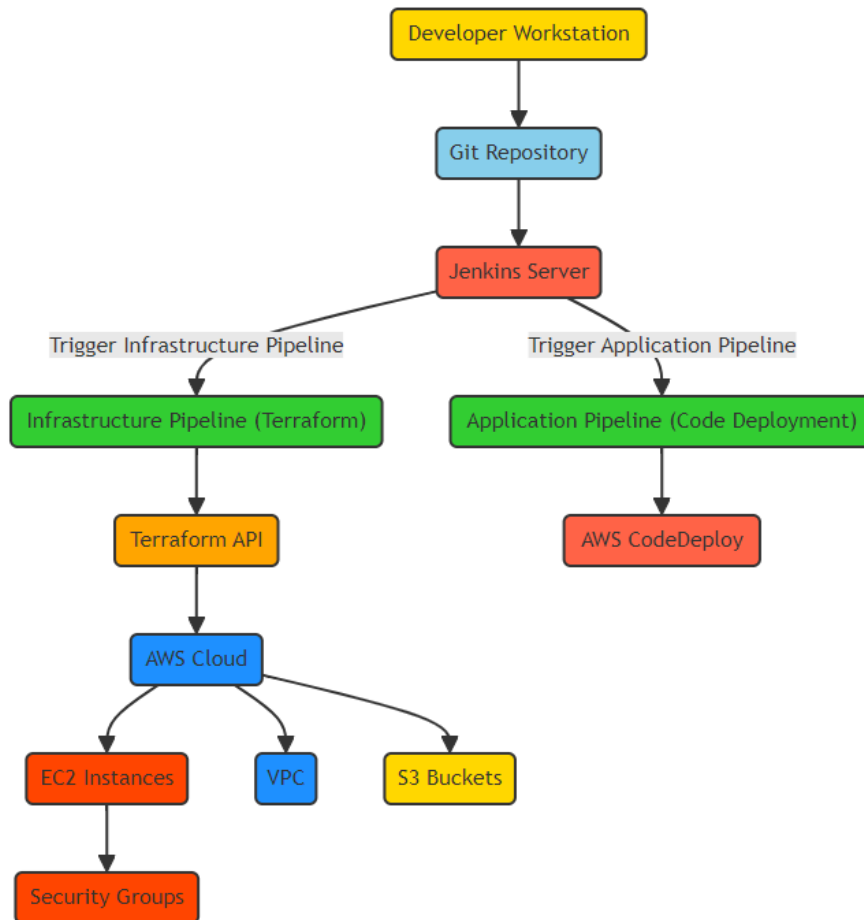 Developer Workstation
Git Repository
Jenkins Server
Trigger Infrastructure Pipeline
Trigger Application Pipeline
Infrastructure Pipeline (Terraform)
Application Pipeline (Code Deployment)
Terraform API
AWS CodeDeploy
AWS Cloud
EC2 Instances
VPC
S3 Buckets
Security Groups